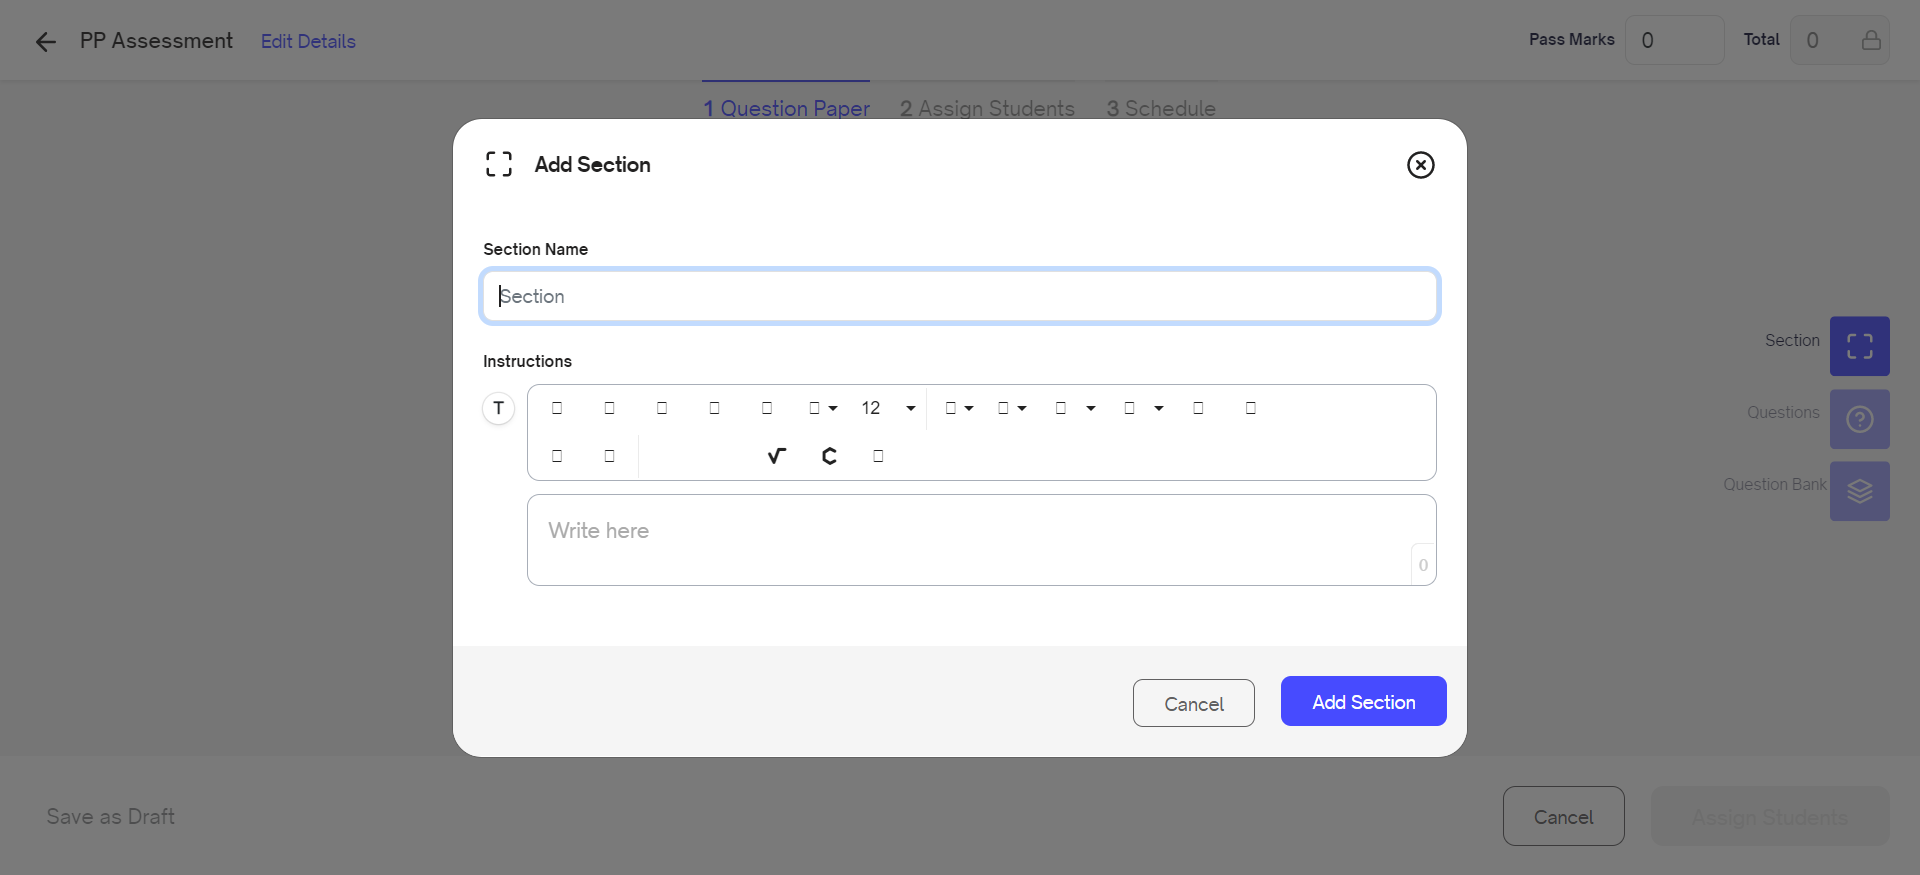 PP Assessment Edit Details Pass Marks 0 Total 0
1 Question Paper 2 Assign Students 3 Schedule
Add Section
Section Name
Section
Instructions
T 12
Write here
0
Cancel Add Section
Section
Questions
Question Bank
Save as Draft Cancel Assign Students